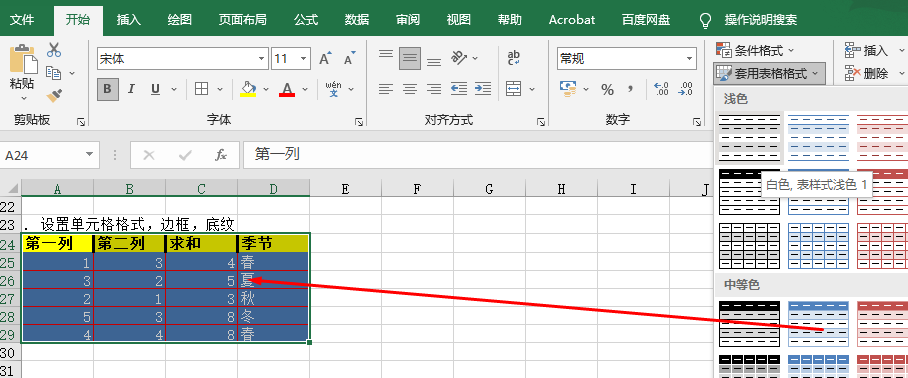 文件 开始 插入 绘图 页面布局 公式 数据 审阅 视图 帮助 Acrobat 百度网盘 操作说明搜索
粘贴 宋体 11 A A ab 常规 条件格式 插入
B I U A wén 文 % , 套用表格格式 删除
剪贴板 字体 对齐方式 数字 浅色
A24 fx 第一列
白色, 表样式浅色 1
A B C D E F G H I J
22
23 . 设置单元格格式，边框，底纹
24 第一列 第二列 求和 季节
25 1 3 4 春
26 3 2 5 夏
27 2 1 3 秋
中等色
28 5 3 8 冬
29 4 4 8 春
30
31